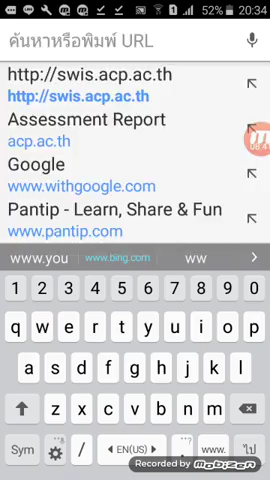 52% 20:34
ค้นหาหรือพิมพ์ URL
http://swis.acp.ac.th
http://swis.acp.ac.th
Assessment Report
acp.ac.th
Google
www.withgoogle.com
Pantip - Learn, Share & Fun
www.pantip.com
www.you www.bing.com ww
1 2 3 4 5 6 7 8 9 0
q w e r t y u i o p
a s d f g h j k l
z x c v b n m
Sym / EN(US) .? www. ไป
Recorded by mobizen